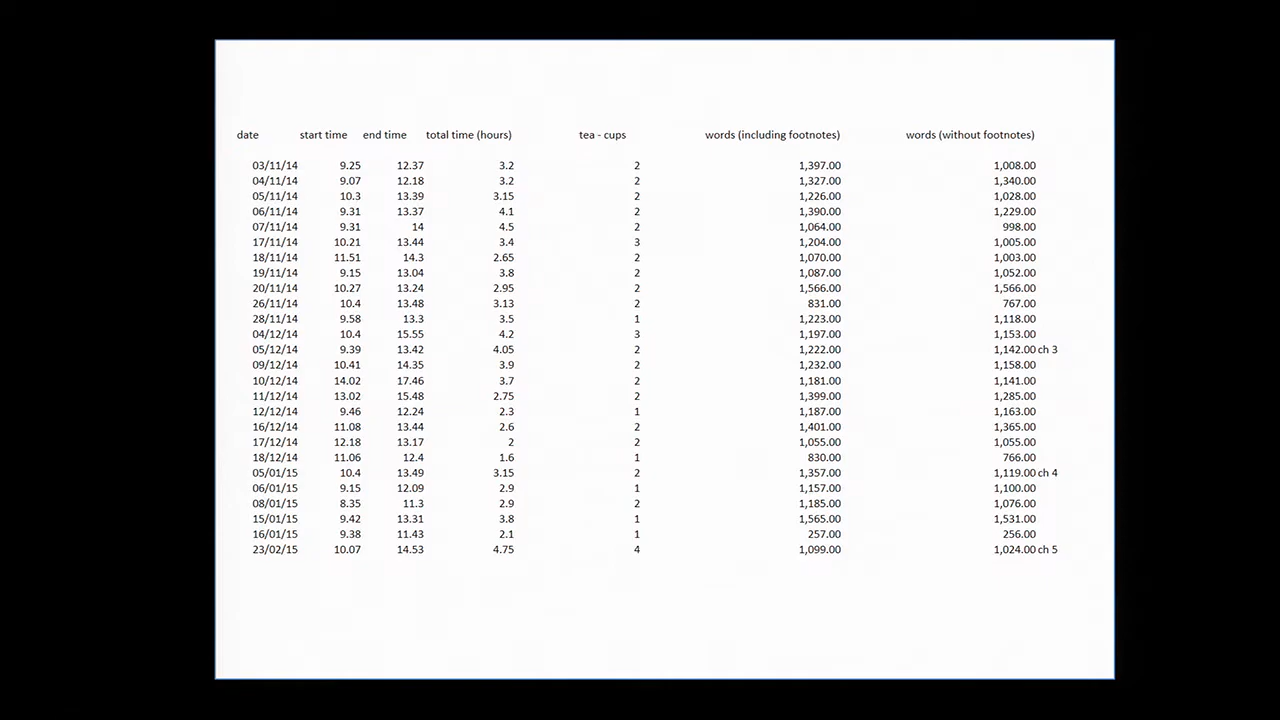 date start time end time total time (hours) tea - cups words (including footnotes) words (without footnotes)
03/11/14 9.25 12.37 3.2 2 1,397.00 1,008.00
04/11/14 9.07 12.18 3.2 2 1,327.00 1,340.00
05/11/14 10.3 13.39 3.15 2 1,226.00 1,028.00
06/11/14 9.31 13.37 4.1 2 1,390.00 1,229.00
07/11/14 9.31 14 4.5 2 1,064.00 998.00
17/11/14 10.21 13.44 3.4 3 1,204.00 1,005.00
18/11/14 11.51 14.3 2.65 2 1,070.00 1,003.00
19/11/14 9.15 13.04 3.8 2 1,087.00 1,052.00
20/11/14 10.27 13.24 2.95 2 1,566.00 1,566.00
26/11/14 10.4 13.48 3.13 2 831.00 767.00
28/11/14 9.58 13.3 3.5 1 1,223.00 1,118.00
04/12/14 10.4 15.55 4.2 3 1,197.00 1,153.00
05/12/14 9.39 13.42 4.05 2 1,222.00 1,142.00 ch 3
09/12/14 10.41 14.35 3.9 2 1,232.00 1,158.00
10/12/14 14.02 17.46 3.7 2 1,181.00 1,141.00
11/12/14 13.02 15.48 2.75 2 1,399.00 1,285.00
12/12/14 9.46 12.24 2.3 1 1,187.00 1,163.00
16/12/14 11.08 13.44 2.6 2 1,401.00 1,365.00
17/12/14 12.18 13.17 2 2 1,055.00 1,055.00
18/12/14 11.06 12.4 1.6 1 830.00 766.00
05/01/15 10.4 13.49 3.15 2 1,357.00 1,119.00 ch 4
06/01/15 9.15 12.09 2.9 1 1,157.00 1,100.00
08/01/15 8.35 11.3 2.9 2 1,185.00 1,076.00
15/01/15 9.42 13.31 3.8 1 1,565.00 1,531.00
16/01/15 9.38 11.43 2.1 1 257.00 256.00
23/02/15 10.07 14.53 4.75 4 1,099.00 1,024.00 ch 5